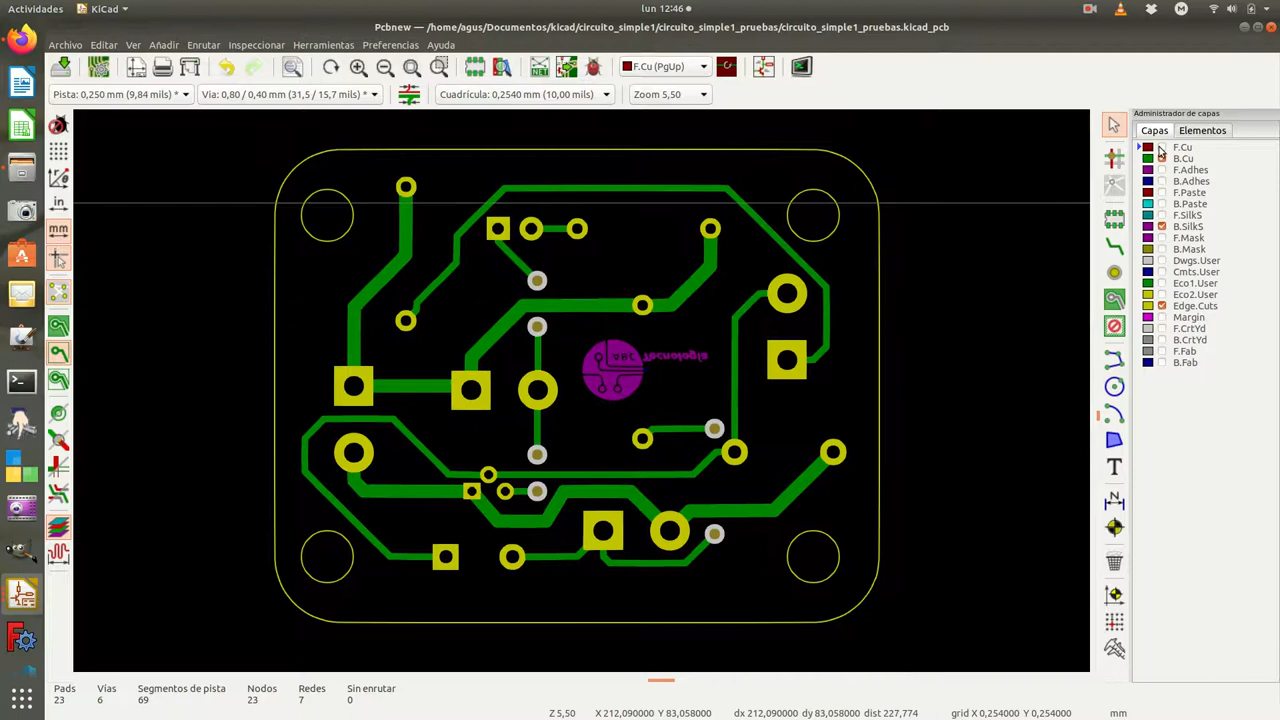 Actividades
KiCad
lun 12:46
Pcbnew — /home/agus/Documentos/kicad/circuito_simple1/circuito_simple1_pruebas/circuito_simple1_pruebas.kicad_pcb
Archivo Editar Ver Añadir Enrutar Inspeccionar Herramientas Preferencias Ayuda
NET
F.Cu (PgUp)
Pista: 0,250 mm (9,84 mils) *
Vía: 0,80 / 0,40 mm (31,5 / 15,7 mils) *
Cuadrícula: 0,2540 mm (10,00 mils)
Zoom 5,50
Administrador de capas
Capas Elementos
F.Cu
B.Cu
F.Adhes
B.Adhes
F.Paste
B.Paste
F.SilkS
B.SilkS
F.Mask
B.Mask
Dwgs.User
Cmts.User
Eco1.User
Eco2.User
Edge.Cuts
Margin
F.CrtYd
B.CrtYd
F.Fab
B.Fab
in
mm
ABC Tecnología
T
N
Pads Vías Segmentos de pista Nodos Redes Sin enrutar
23 6 69 23 7 0
Z 5,50 X 212,090000 Y 83,058000 dx 212,090000 dy 83,058000 dist 227,774 grid X 0,254000 Y 0,254000 mm